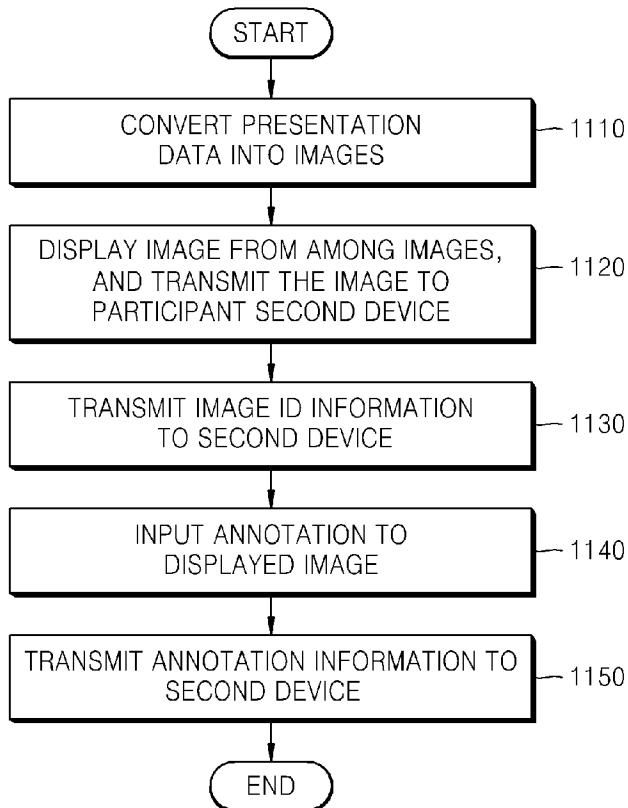 START
CONVERT PRESENTATION
DATA INTO IMAGES
1110
DISPLAY IMAGE FROM AMONG IMAGES,
AND TRANSMIT THE IMAGE TO
PARTICIPANT SECOND DEVICE
1120
TRANSMIT IMAGE ID INFORMATION
TO SECOND DEVICE
1130
INPUT ANNOTATION TO
DISPLAYED IMAGE
1140
TRANSMIT ANNOTATION INFORMATION TO
SECOND DEVICE
1150
END